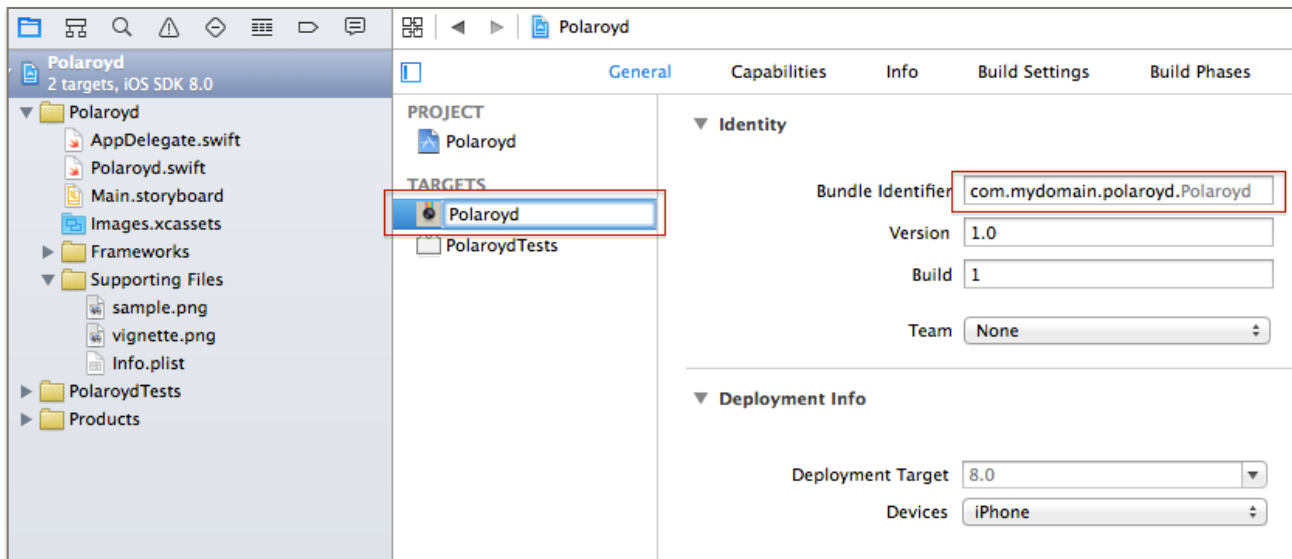 Polaroyd
Polaroyd
2 targets, iOS SDK 8.0
Polaroyd
AppDelegate.swift
Polaroyd.swift
Main.storyboard
Images.xcassets
Frameworks
Supporting Files
sample.png
vignette.png
Info.plist
PolaroydTests
Products
General Capabilities Info Build Settings Build Phases
PROJECT
Polaroyd
TARGETS
Polaroyd
PolaroydTests
Identity
Bundle Identifier com.mydomain.polaroyd.Polaroyd
Version 1.0
Build 1
Team None
Deployment Info
Deployment Target 8.0
Devices iPhone